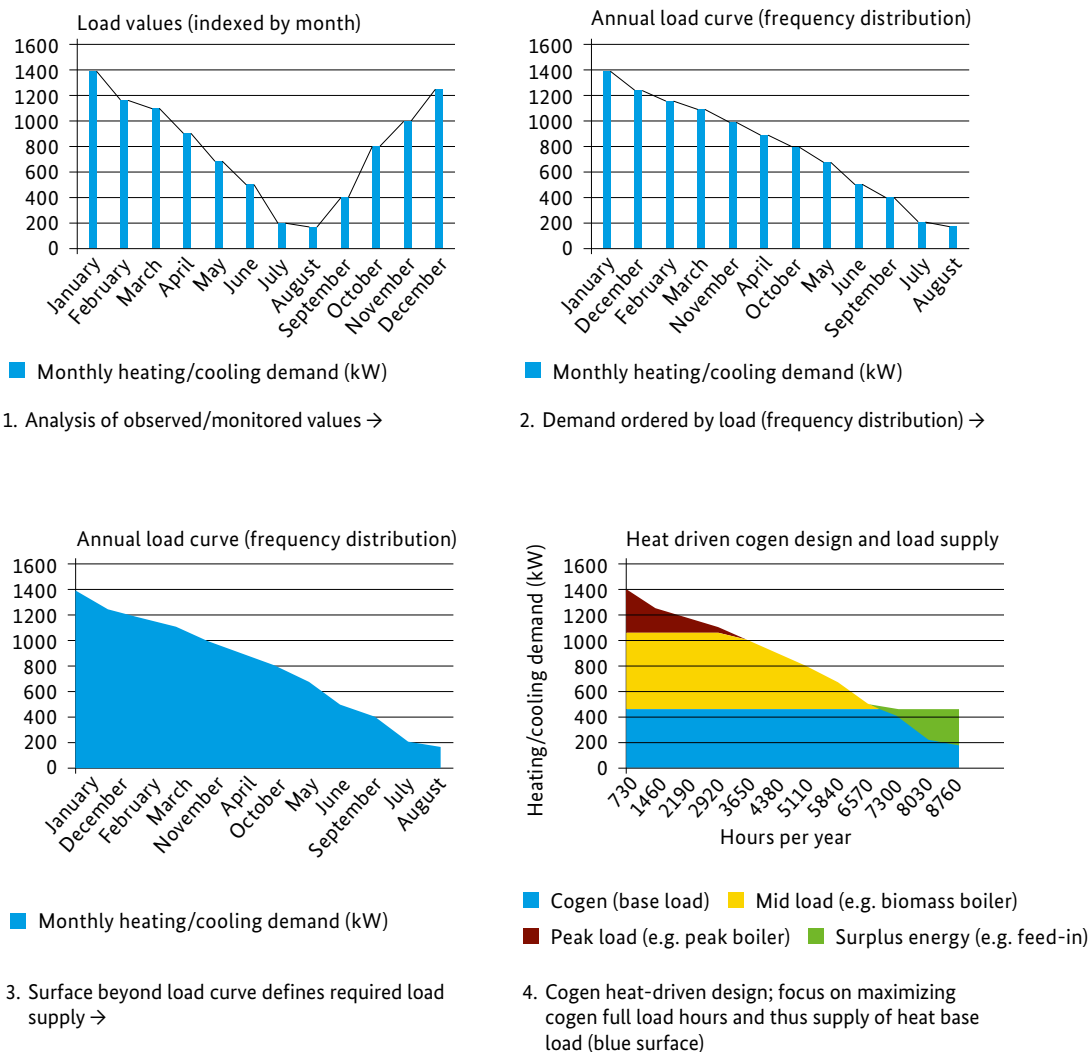 Load values (indexed by month)
1600
1400
1200
1000
800
600
400
200
0
January
February
March
April
May
June
July
August
September
October
November
December
Monthly heating/cooling demand (kW)
1. Analysis of observed/monitored values →
Annual load curve (frequency distribution)
1600
1400
1200
1000
800
600
400
200
0
January
December
February
March
November
April
October
May
June
September
July
August
Monthly heating/cooling demand (kW)
2. Demand ordered by load (frequency distribution) →
Annual load curve (frequency distribution)
1600
1400
1200
1000
800
600
400
200
0
January
December
February
March
November
April
October
May
June
September
July
August
Monthly heating/cooling demand (kW)
3. Surface beyond load curve defines required load
supply →
Heat driven cogen design and load supply
Heating/cooling demand (kW)
1600
1400
1200
1000
800
600
400
200
0
730
1460
2190
2920
3650
4380
5110
5840
6570
7300
8030
8760
Hours per year
Cogen (base load)
Mid load (e.g. biomass boiler)
Peak load (e.g. peak boiler)
Surplus energy (e.g. feed-in)
4. Cogen heat-driven design; focus on maximizing
cogen full load hours and thus supply of heat base
load (blue surface)